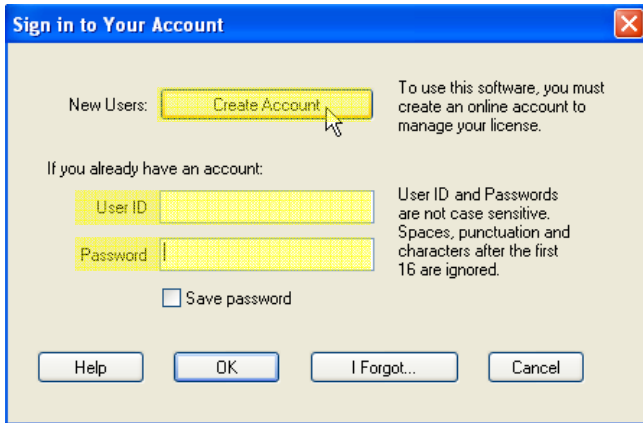 Sign in to Your Account
New Users:
Create Account
To use this software, you must
create an online account to
manage your license.
If you already have an account:
User ID
Password
User ID and Passwords
are not case sensitive.
Spaces, punctuation and
characters after the first
16 are ignored.
Save password
Help
OK
I Forgot...
Cancel